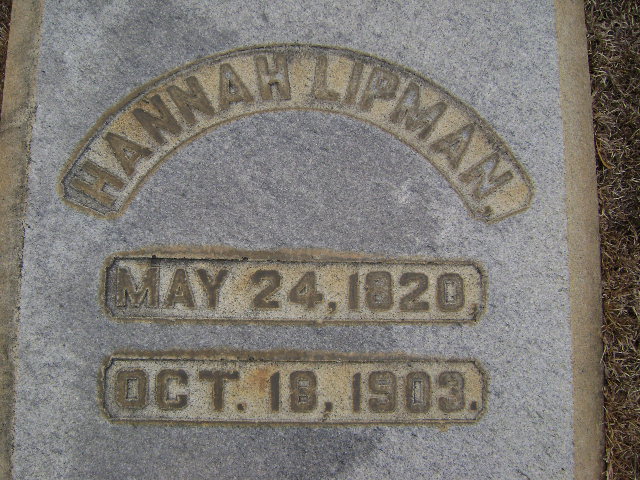 HANNAH LIPMAN.
MAY 24, 1820.
OCT. 18, 1903.